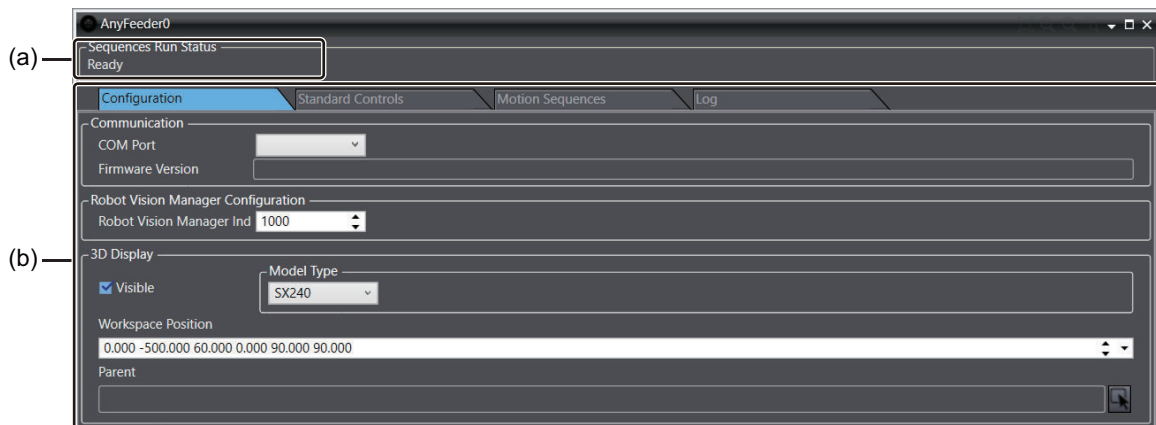 AnyFeeder0
(a)
Sequences Run Status
Ready
Configuration Standard Controls Motion Sequences Log
Communication
COM Port
Firmware Version
Robot Vision Manager Configuration
Robot Vision Manager Ind 1000
(b)
3D Display
Model Type
Visible SX240
Workspace Position
0.000 -500.000 60.000 0.000 90.000 90.000
Parent